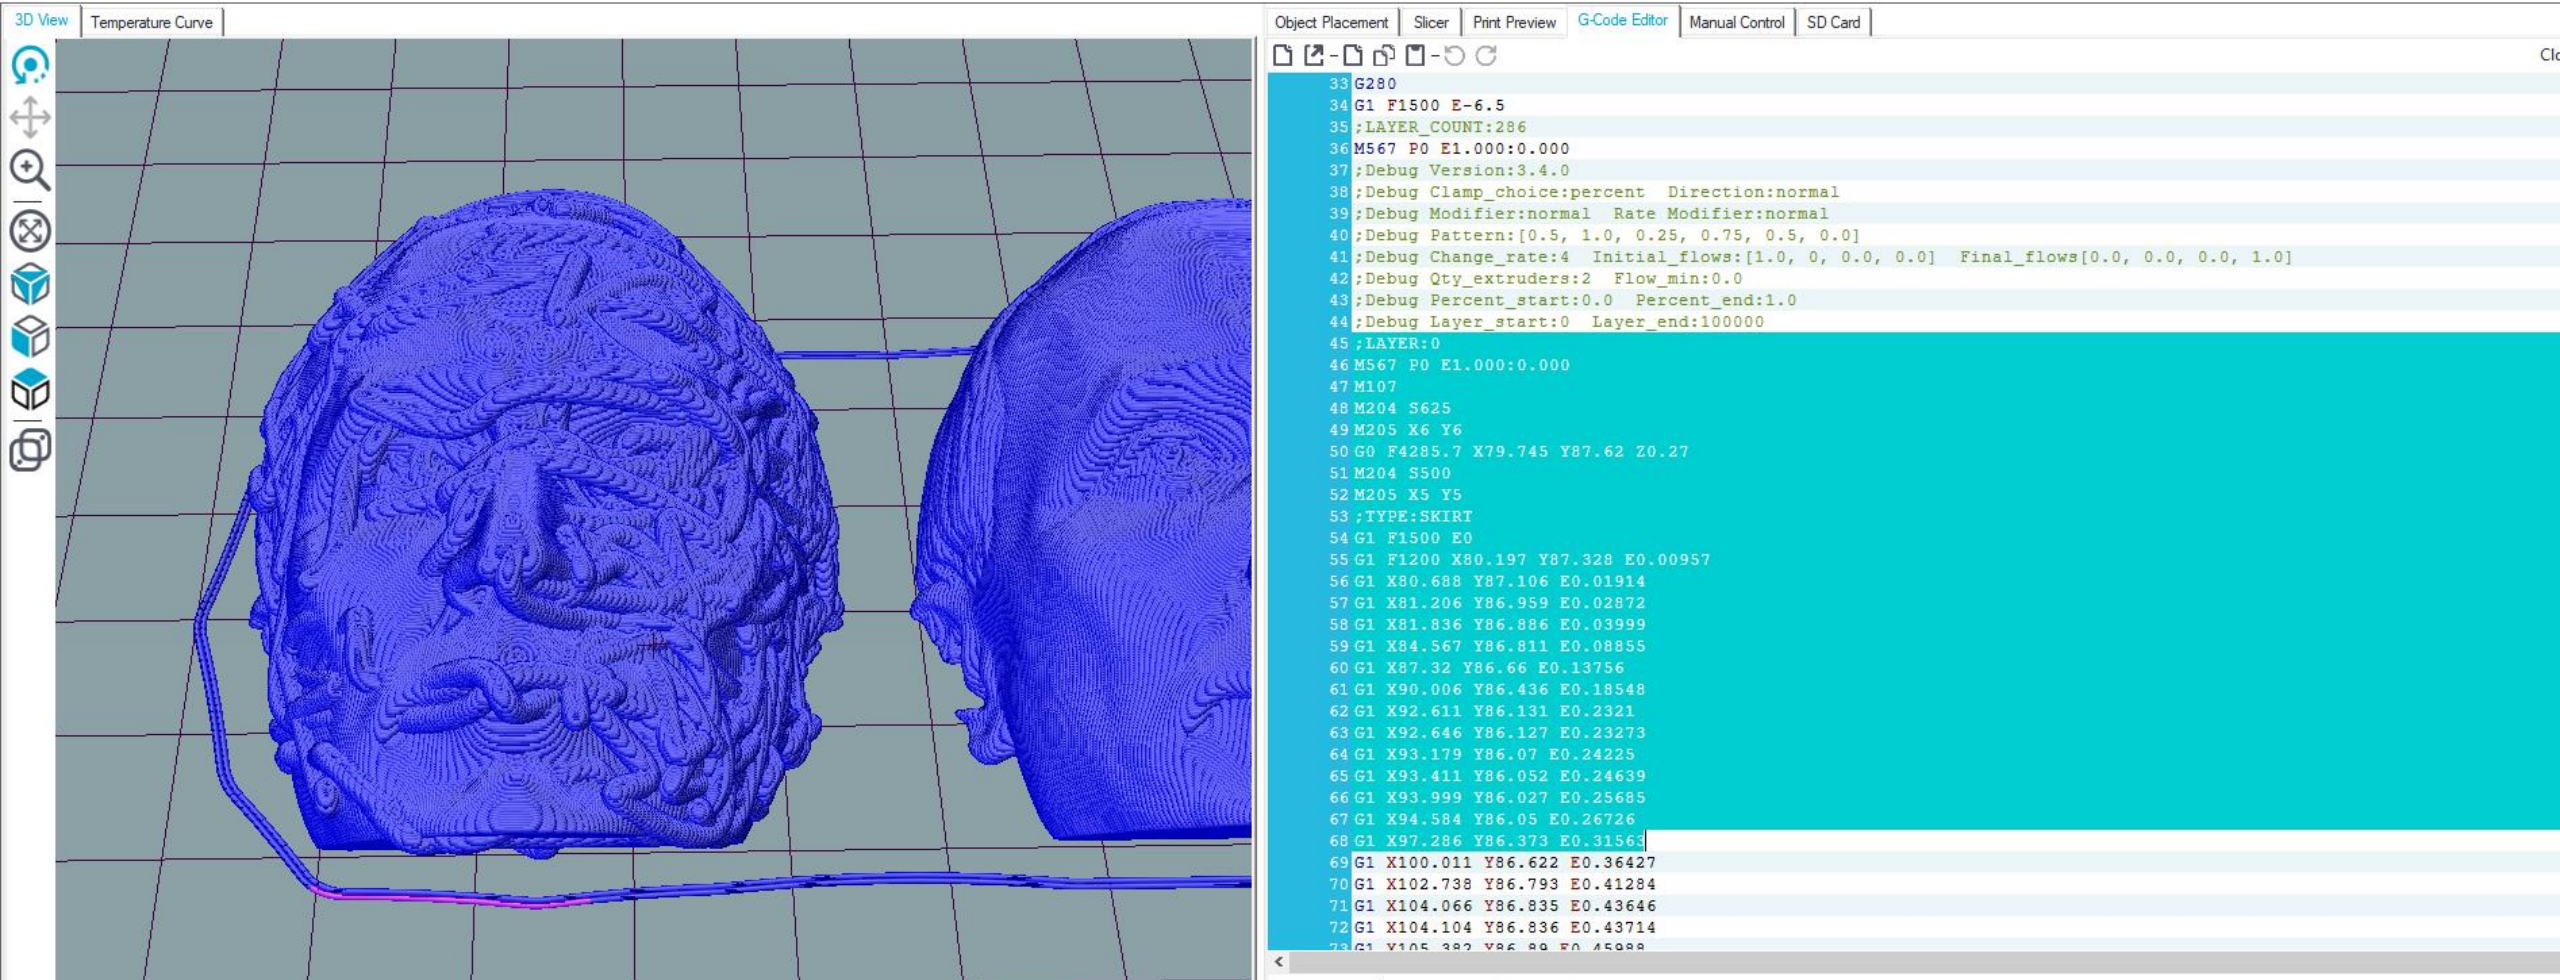 3D View Temperature Curve
Object Placement Slicer Print Preview G-Code Editor Manual Control SD Card
33 G280
34 G1 F1500 E-6.5
35 ;LAYER_COUNT:286
36 M567 P0 E1.000:0.000
37 ;Debug Version:3.4.0
38 ;Debug Clamp_choice:percent  Direction:normal
39 ;Debug Modifier:normal  Rate Modifier:normal
40 ;Debug Pattern:[0.5, 1.0, 0.25, 0.75, 0.5, 0.0]
41 ;Debug Change_rate:4  Initial_flows:[1.0, 0, 0.0, 0.0]  Final_flows[0.0, 0.0, 0.0, 1.0]
42 ;Debug Qty_extruders:2  Flow_min:0.0
43 ;Debug Percent_start:0.0  Percent_end:1.0
44 ;Debug Layer_start:0  Layer_end:100000
45 ;LAYER:0
46 M567 P0 E1.000:0.000
47 M107
48 M204 S625
49 M205 X6 Y6
50 G0 F4285.7 X79.745 Y87.62 Z0.27
51 M204 S500
52 M205 X5 Y5
53 ;TYPE:SKIRT
54 G1 F1500 E0
55 G1 F1200 X80.197 Y87.328 E0.00957
56 G1 X80.688 Y87.106 E0.01914
57 G1 X81.206 Y86.959 E0.02872
58 G1 X81.836 Y86.886 E0.03999
59 G1 X84.567 Y86.811 E0.08855
60 G1 X87.32 Y86.66 E0.13756
61 G1 X90.006 Y86.436 E0.18548
62 G1 X92.611 Y86.131 E0.2321
63 G1 X92.646 Y86.127 E0.23273
64 G1 X93.179 Y86.07 E0.24225
65 G1 X93.411 Y86.052 E0.24639
66 G1 X93.999 Y86.027 E0.25685
67 G1 X94.584 Y86.05 E0.26726
68 G1 X97.286 Y86.373 E0.31563
69 G1 X100.011 Y86.622 E0.36427
70 G1 X102.738 Y86.793 E0.41284
71 G1 X104.066 Y86.835 E0.43646
72 G1 X104.104 Y86.836 E0.43714
73 G1 X105.382 Y86.89 E0.45988